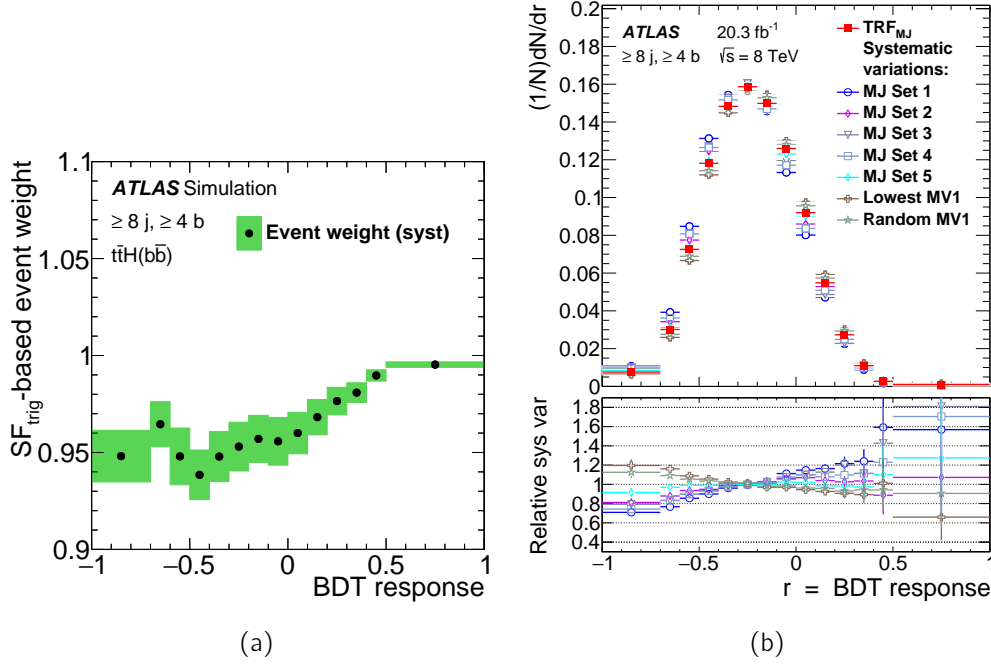 ATLAS Simulation
≥ 8 j, ≥ 4 b
tt̄H(bb̄)
Event weight (syst)
SF_trig-based event weight
1.1
1.05
1
0.95
0.9
−1
−0.5
0
0.5
1
BDT response
(a)
ATLAS
20.3 fb⁻¹
≥ 8 j, ≥ 4 b
√s = 8 TeV
TRF_MJ
Systematic
variations:
MJ Set 1
MJ Set 2
MJ Set 3
MJ Set 4
MJ Set 5
Lowest MV1
Random MV1
(1/N)dN/dr
0.2
0.18
0.16
0.14
0.12
0.1
0.08
0.06
0.04
0.02
0
Relative sys var
1.8
1.6
1.4
1.2
1.0
0.8
0.6
0.4
−1
−0.5
0
0.5
1
r = BDT response
(b)